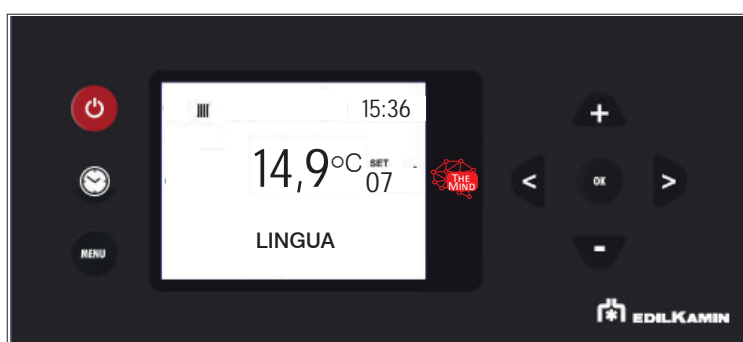 15:36
14,9°C SET 07
THE MIND
< OK >
LINGUA
MENU
EDILKAMIN